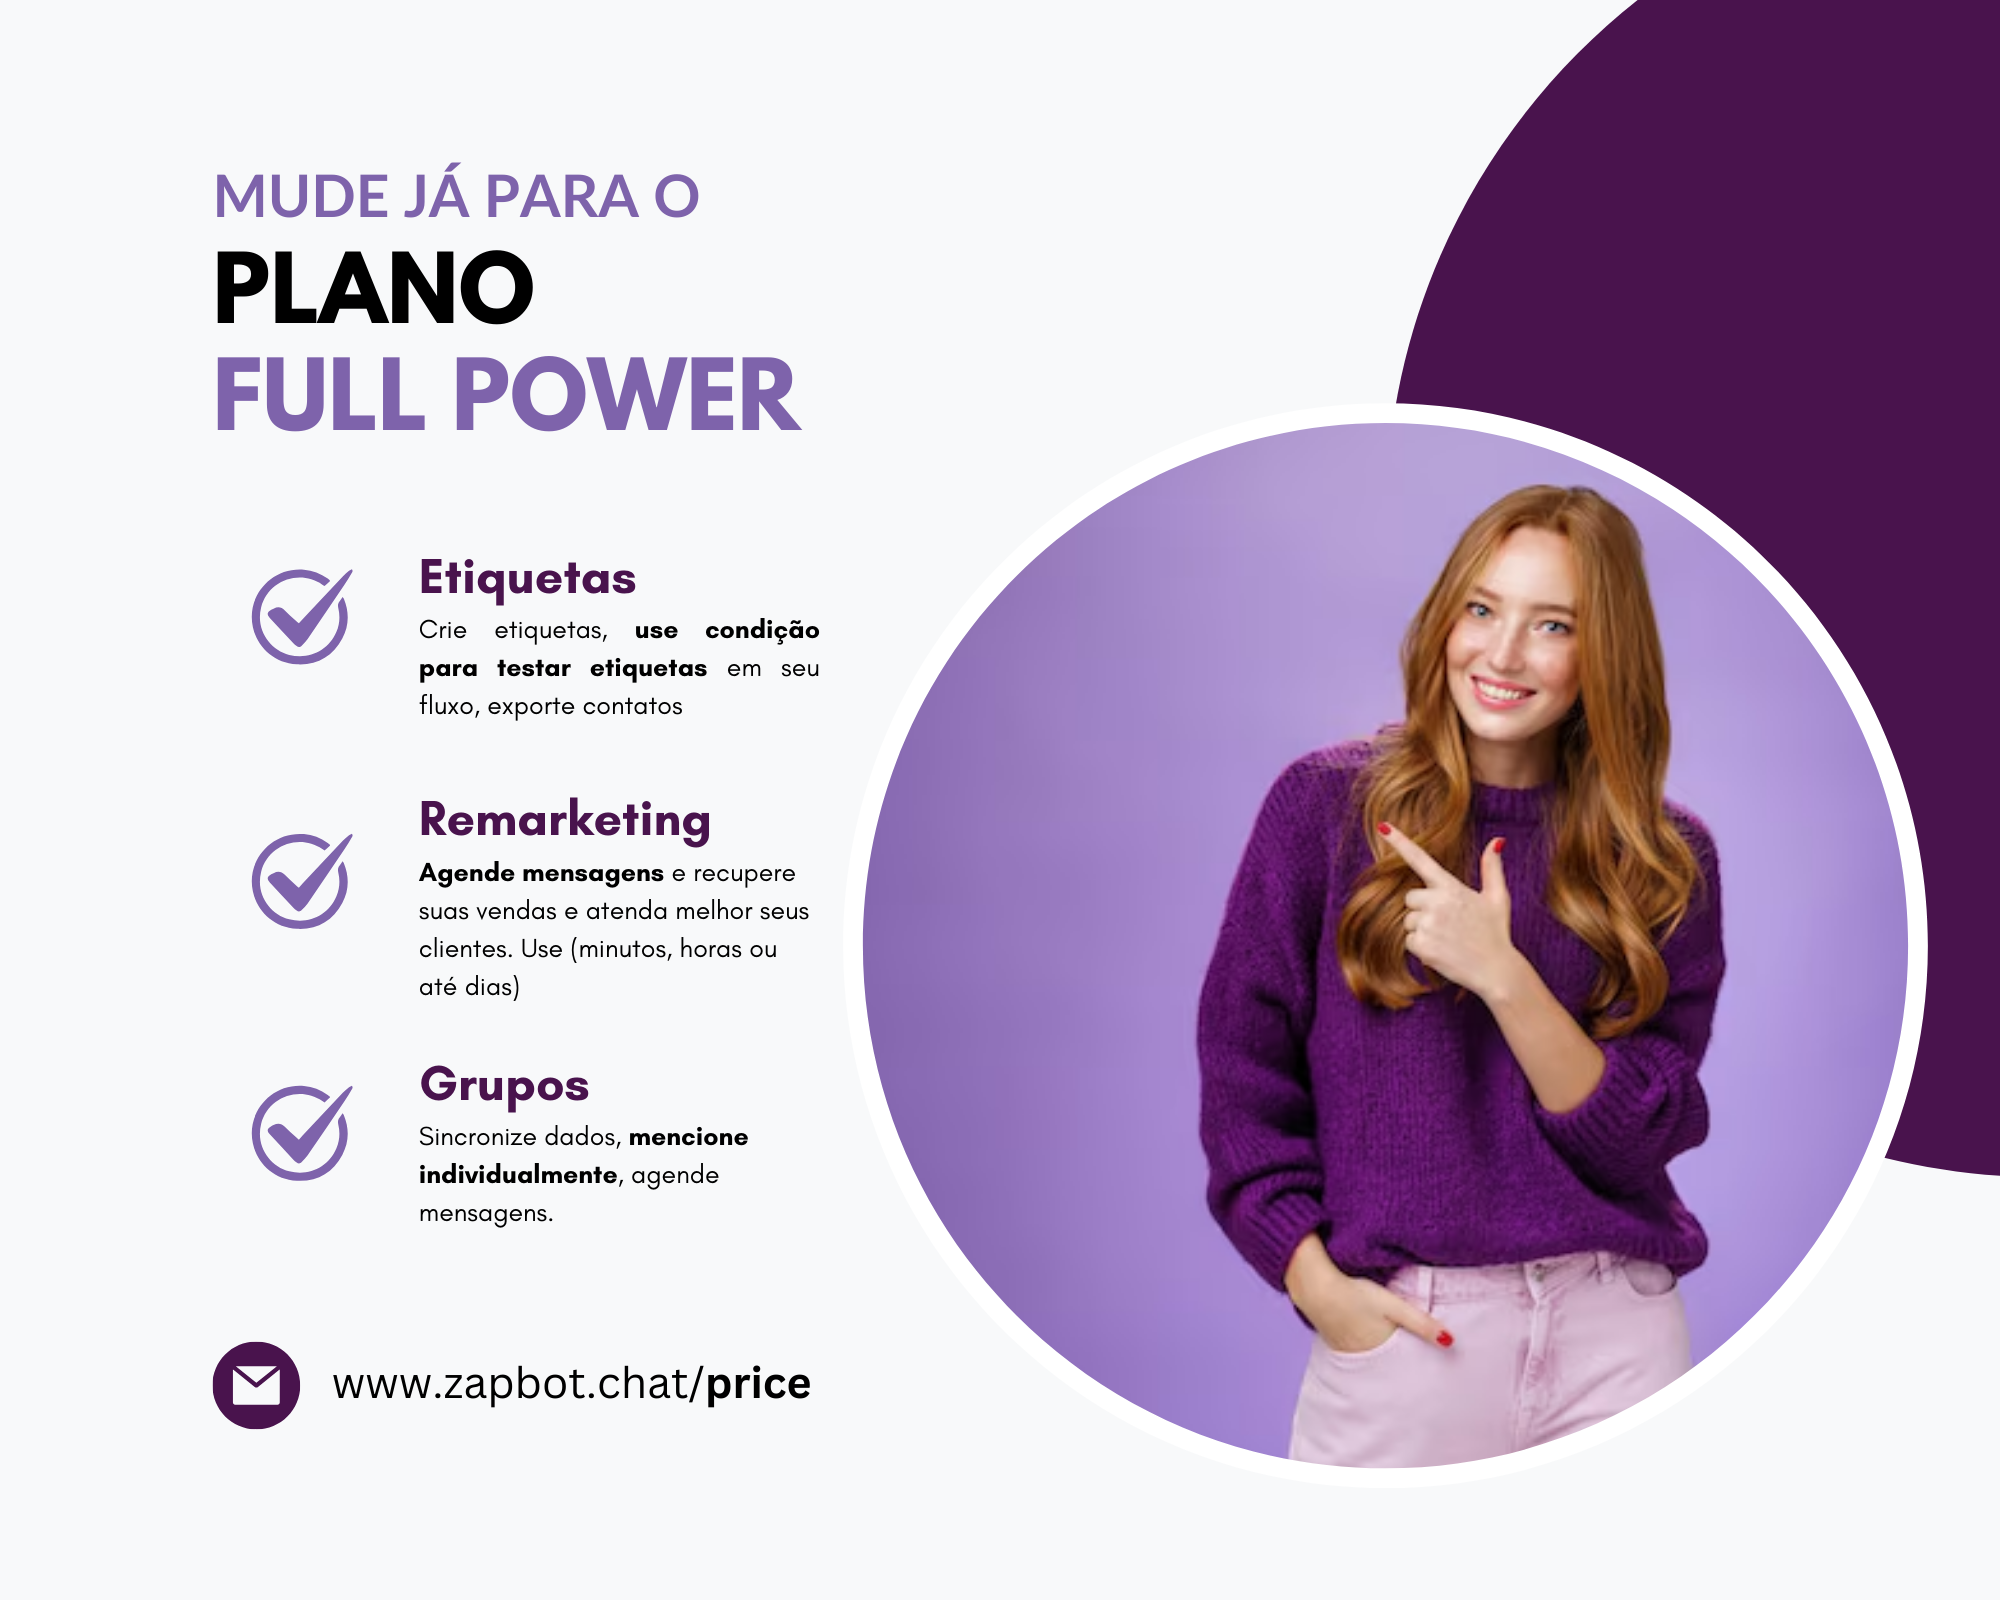 MUDE JÁ PARA O
PLANO
FULL POWER
Etiquetas
Crie etiquetas, use condição
para testar etiquetas em seu
fluxo, exporte contatos
Remarketing
Agende mensagens e recupere
suas vendas e atenda melhor seus
clientes. Use (minutos, horas ou
até dias)
Grupos
Sincronize dados, mencione
individualmente, agende
mensagens.
www.zapbot.chat/price